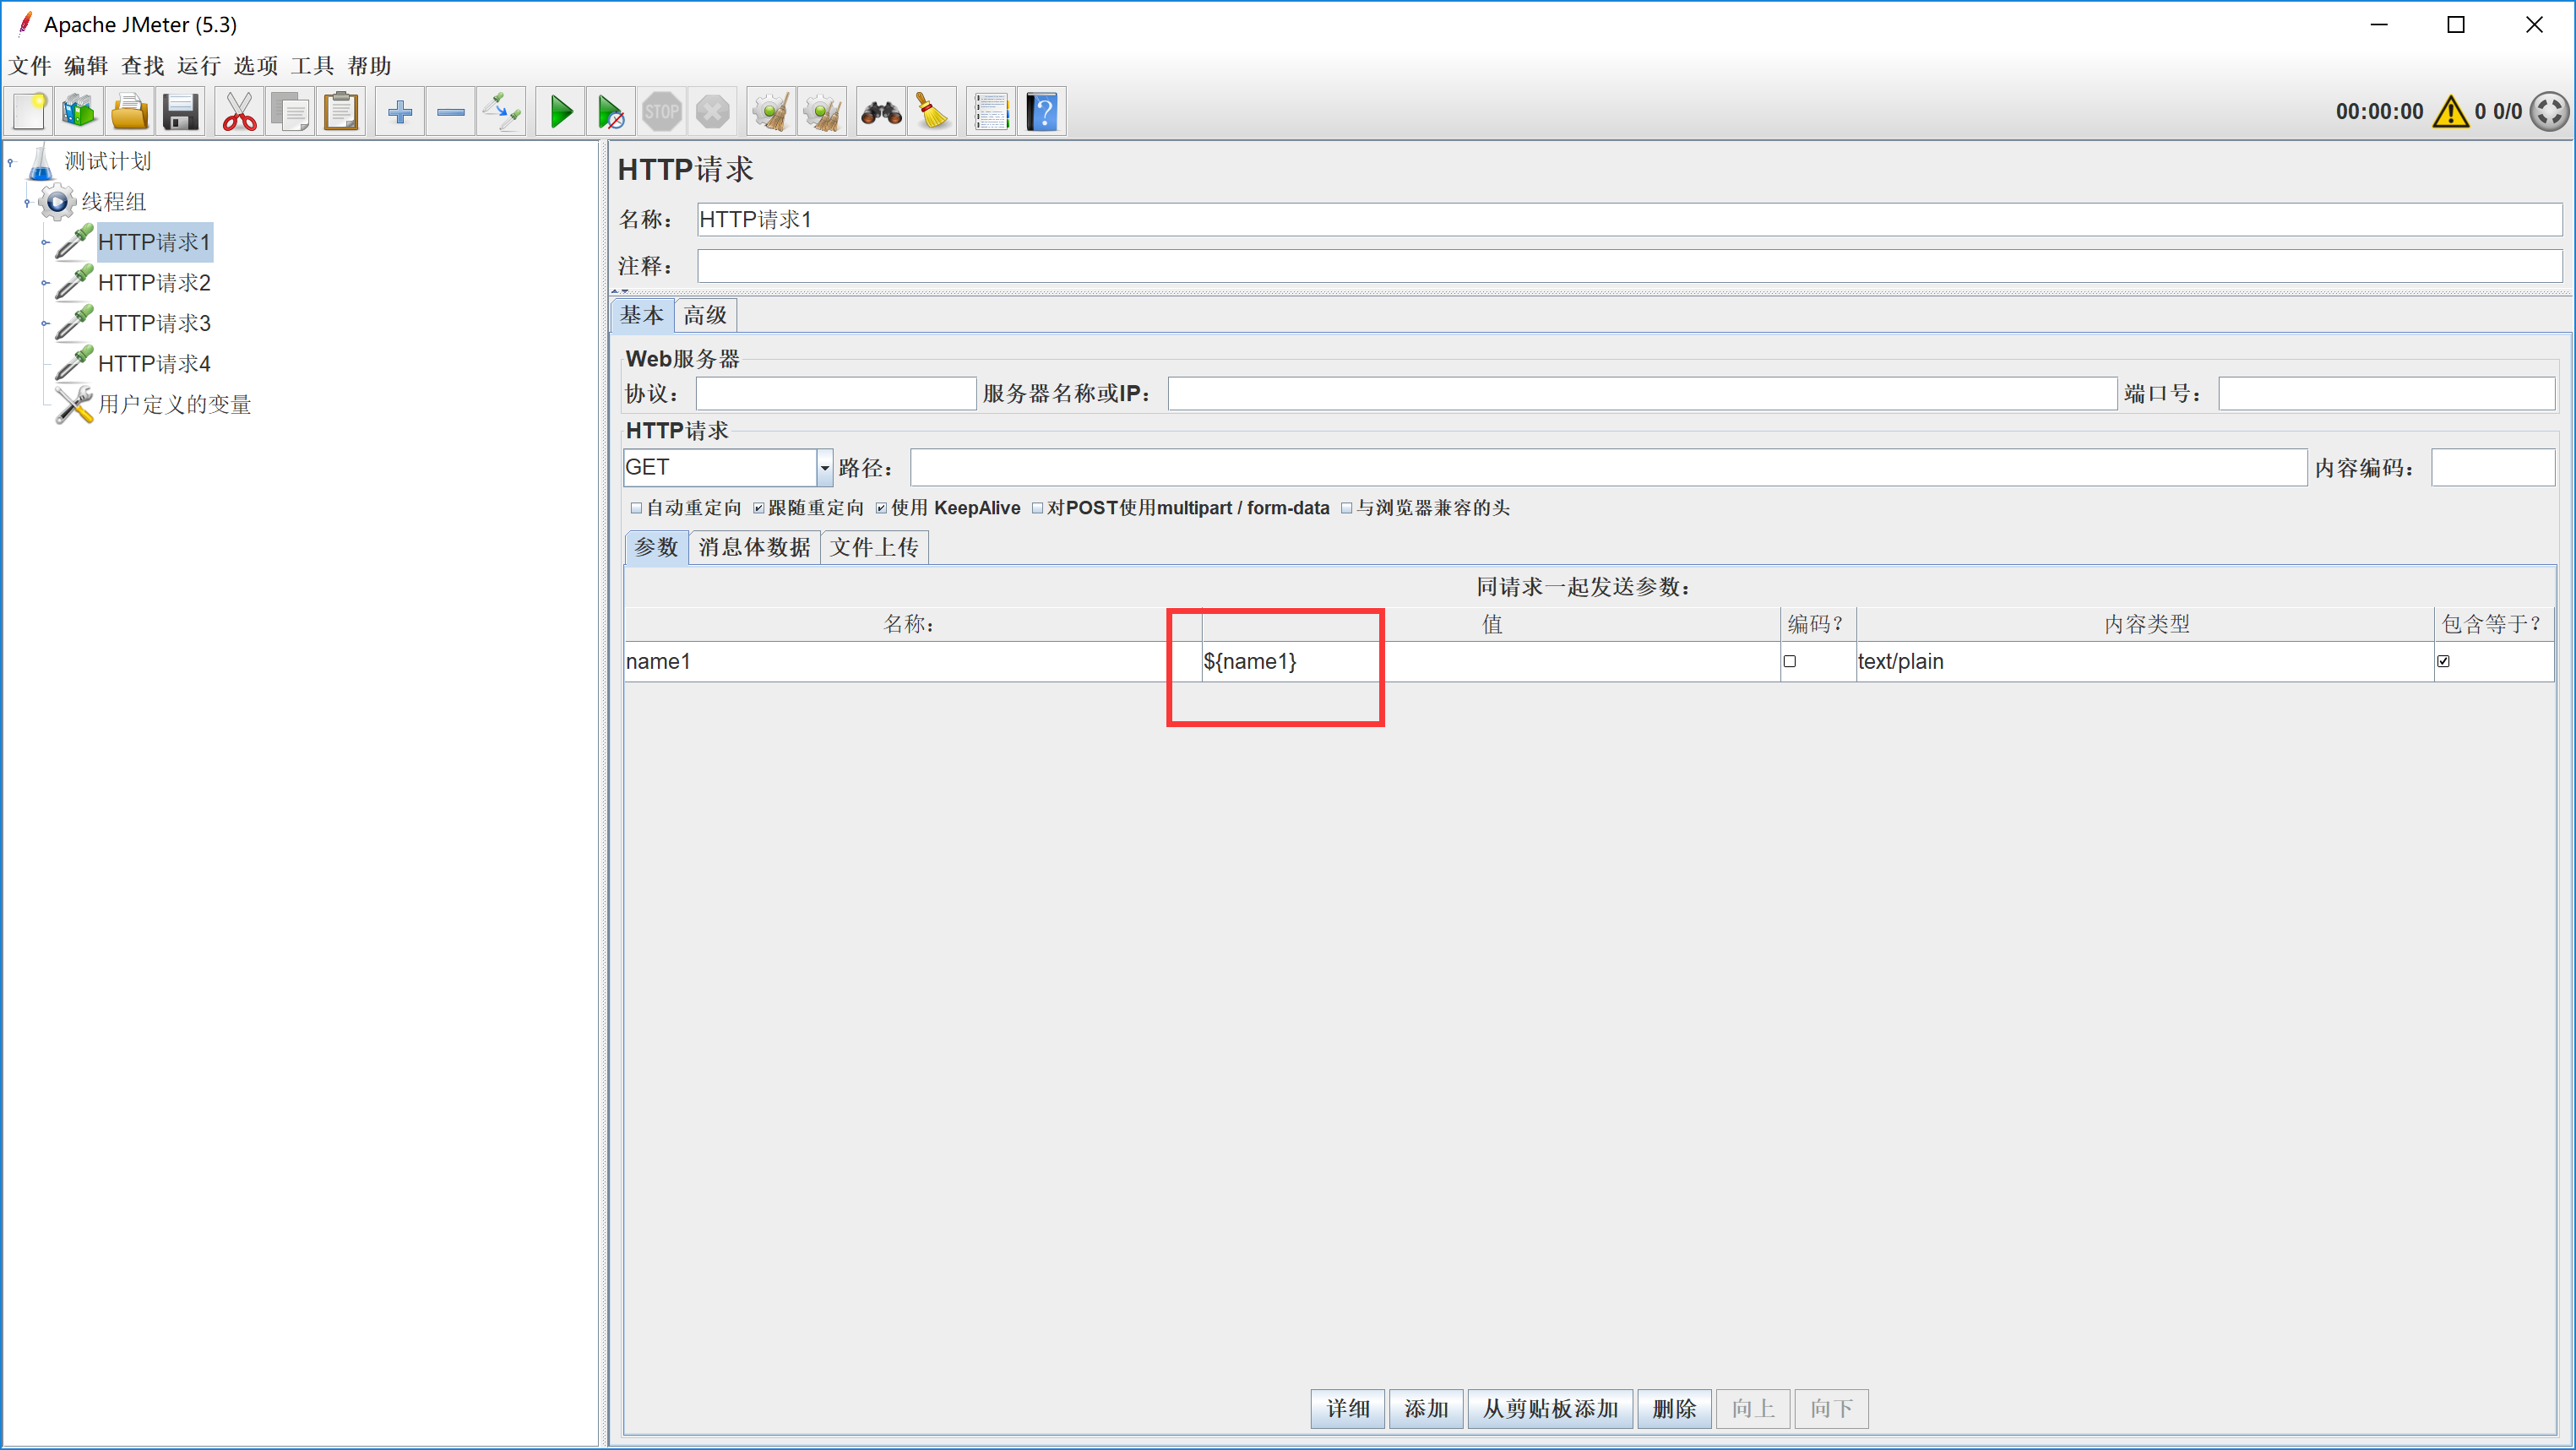 Apache JMeter (5.3)
文件 编辑 查找 运行 选项 工具 帮助
STOP
00:00:00 0 0/0
测试计划
线程组
HTTP请求1
HTTP请求2
HTTP请求3
HTTP请求4
用户定义的变量
HTTP请求
名称： HTTP请求1
注释：
基本 高级
Web服务器
协议： 服务器名称或IP： 端口号：
HTTP请求
GET 路径： 内容编码：
自动重定向 跟随重定向 使用 KeepAlive 对POST使用multipart / form-data 与浏览器兼容的头
参数 消息体数据 文件上传
同请求一起发送参数：
名称： 值 编码? 内容类型 包含等于?
name1 ${name1} text/plain
详细 添加 从剪贴板添加 删除 向上 向下